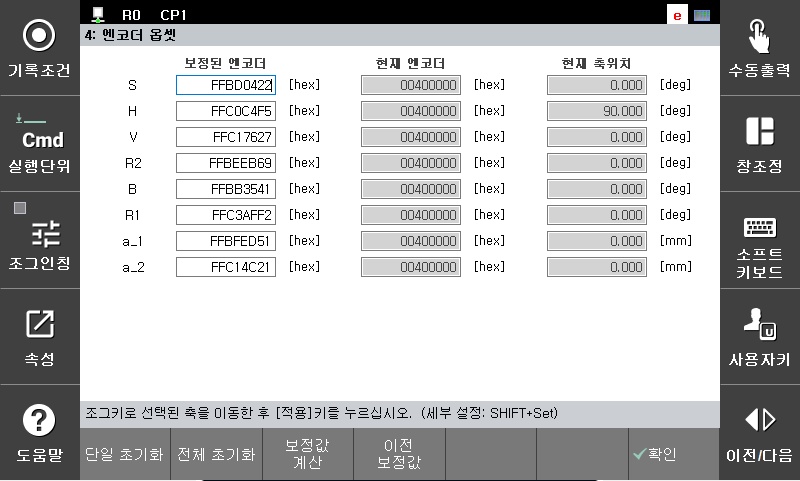 R0 CP1
e
4: 엔코더 옵셋
기록조건
Cmd
실행단위
조그인칭
속성
도움말
보정된 엔코더 현재 엔코더 현재 축위치
S FFBD0422 [hex] 00400000 [hex] 0.000 [deg]
H FFC0C4F5 [hex] 00400000 [hex] 90.000 [deg]
V FFC17627 [hex] 00400000 [hex] 0.000 [deg]
R2 FFBEEB69 [hex] 00400000 [hex] 0.000 [deg]
B FFBB3541 [hex] 00400000 [hex] 0.000 [deg]
R1 FFC3AFF2 [hex] 00400000 [hex] 0.000 [deg]
a_1 FFBFED51 [hex] 00400000 [hex] 0.000 [mm]
a_2 FFC14C21 [hex] 00400000 [hex] 0.000 [mm]
수동출력
창조정
소프트
키보드
U
사용자키
이전/다음
조그키로 선택된 축을 이동한 후 [적용]키를 누르십시오. (세부 설정: SHIFT+Set)
단일 초기화
전체 초기화
보정값
계산
이전
보정값
확인